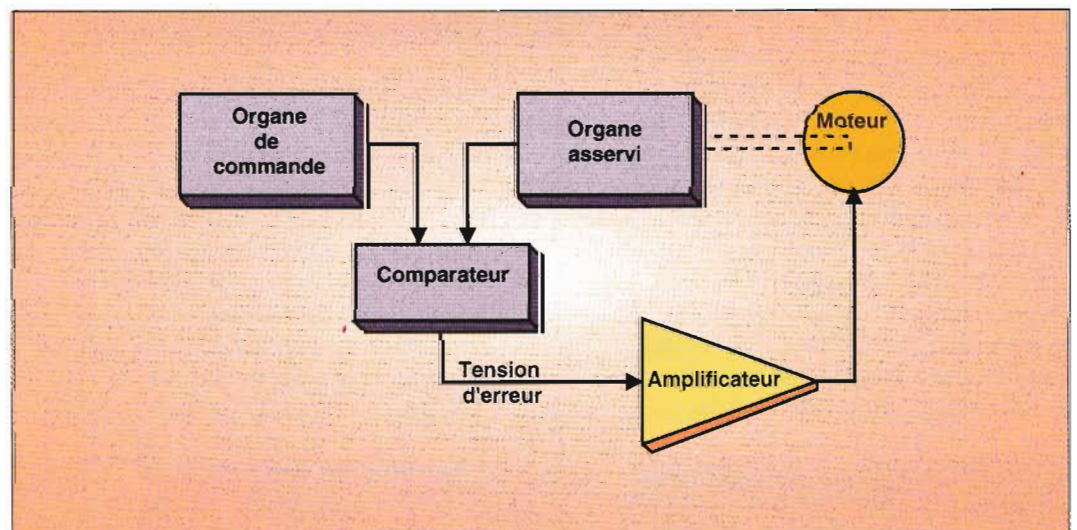 Organe
de
commande
Organe
asservi
Moteur
Comparateur
Tension
d'erreur
Amplificateur